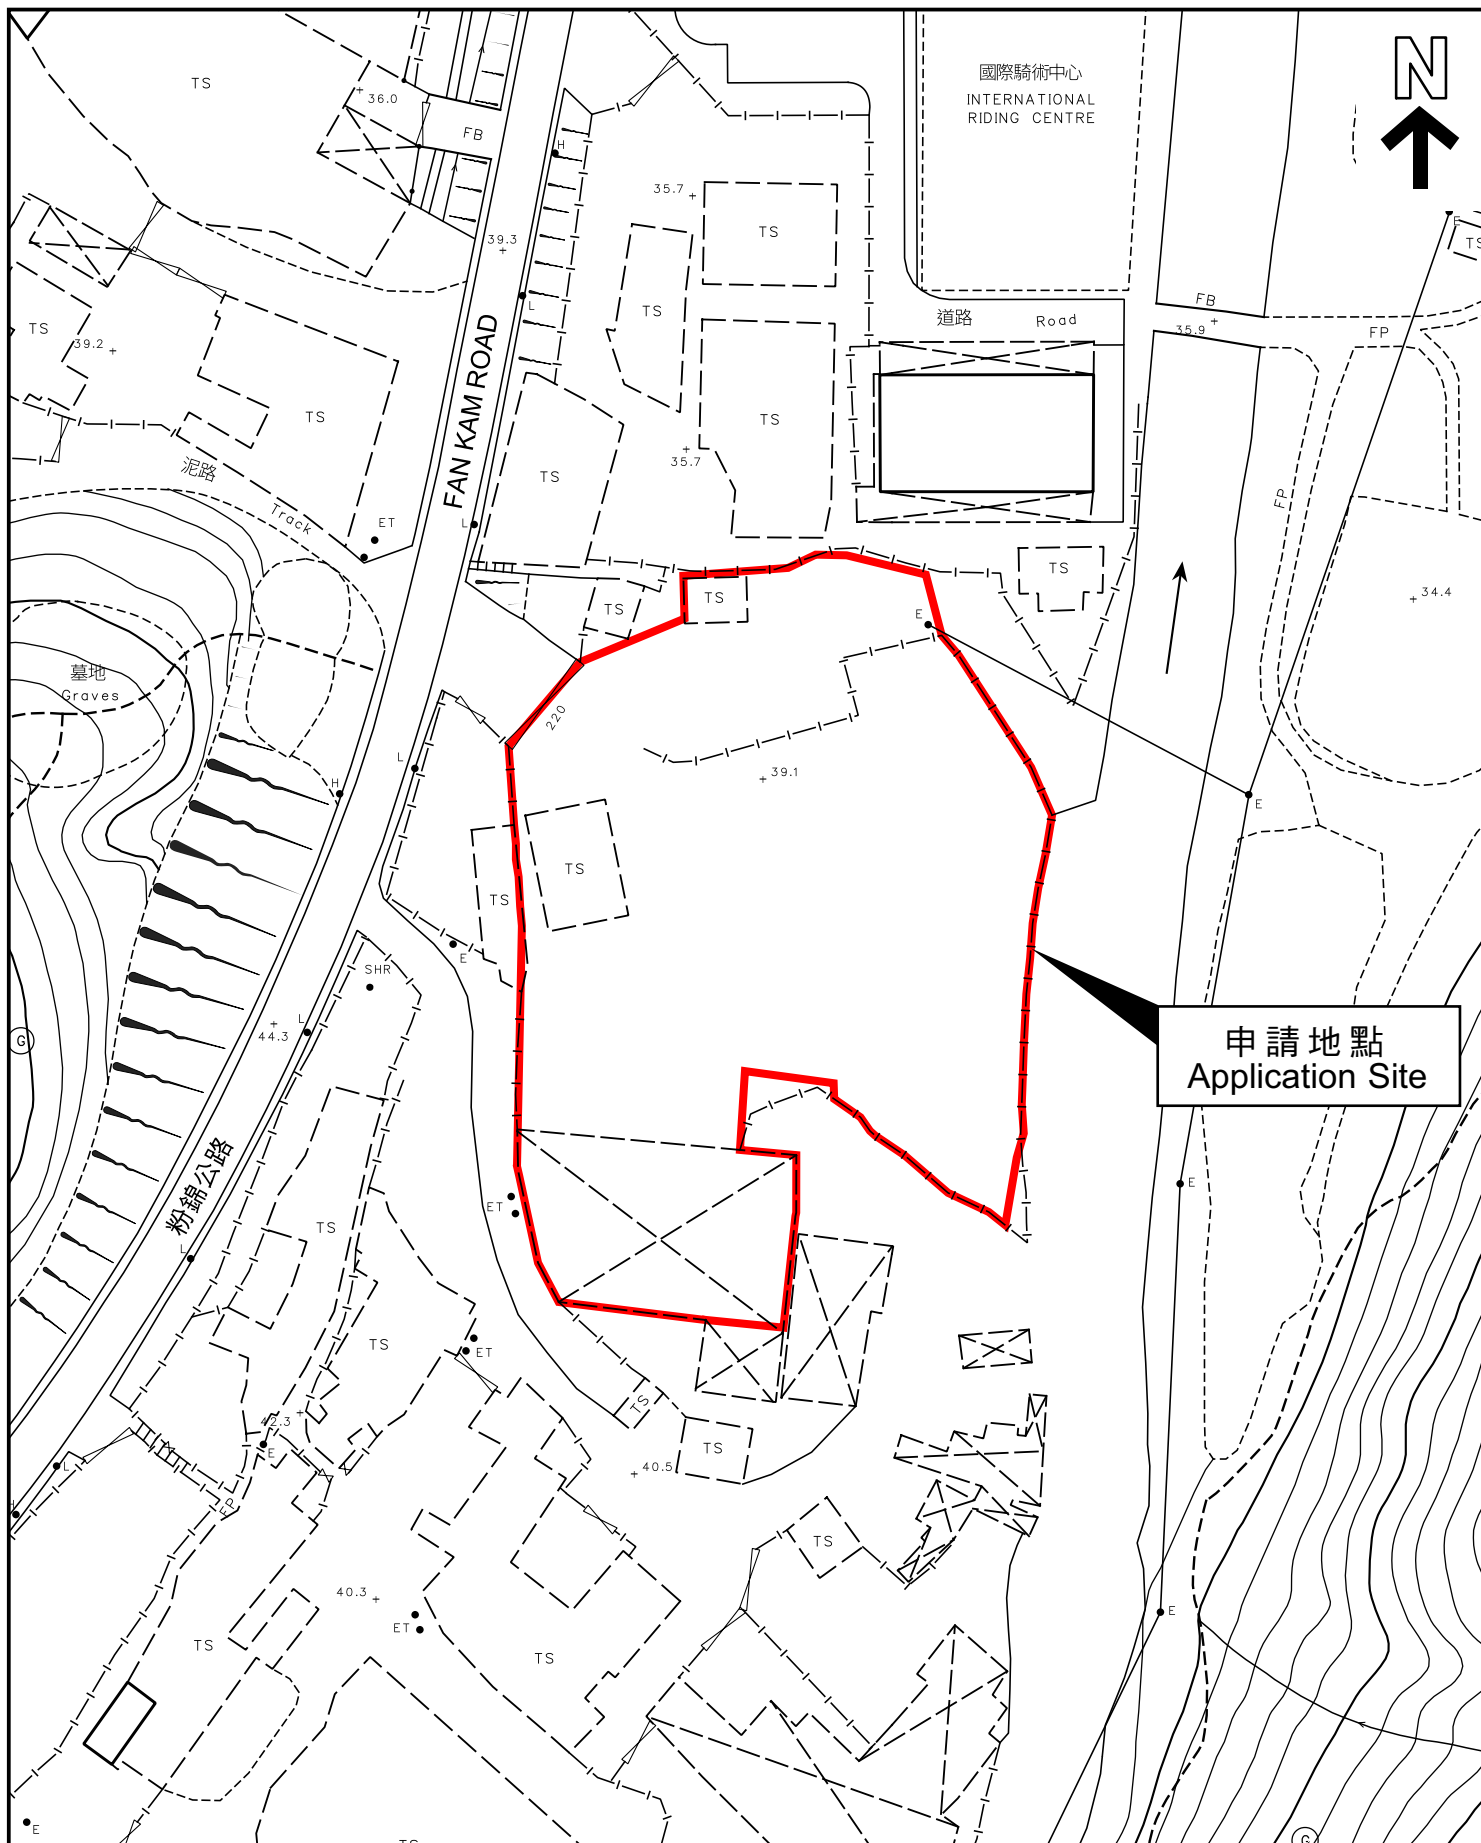 TS
36.0
FB
H
國際騎術中心
INTERNATIONAL
RIDING CENTRE
N
35.7
TS
39.3
E
TS
TS
L
FB
35.9
FP
道路 Road
TS
39.2
TS
FAN KAM ROAD
TS
35.7
TS
泥路
Track
ET
L
FP
TS
34.4
TS
TS
E
墓地
Graves
220
39.1
L
H
E
TS
TS
E
SHR
44.3
L
G
申請地點
Application Site
粉錦公路
ET
E
TS
L
TS
ET
42.3
E
TS
TS
40.5
L
H
FP
TS
40.3
ET
E
TS
TS
E
TS
G